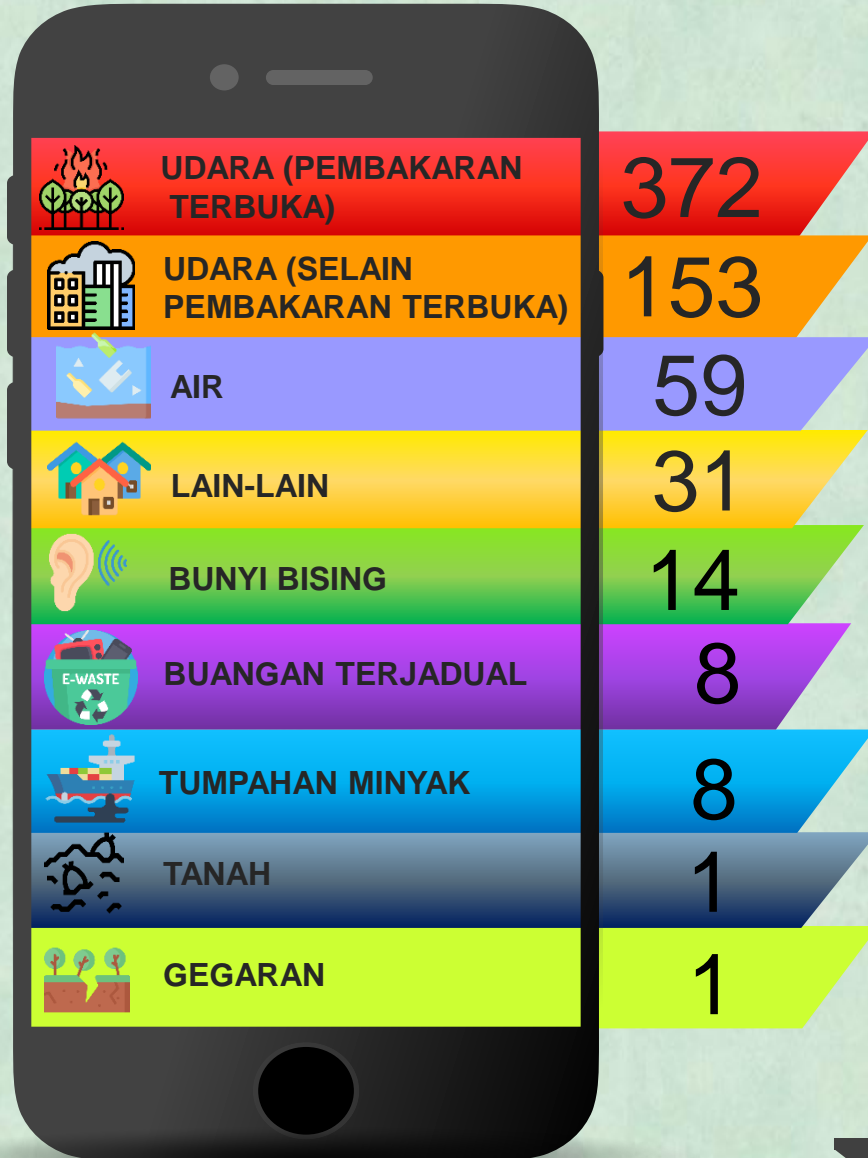 UDARA (PEMBAKARAN
TERBUKA)
372
UDARA (SELAIN
PEMBAKARAN TERBUKA)
153
AIR
59
LAIN-LAIN
31
BUNYI BISING
14
E-WASTE
BUANGAN TERJADUAL
8
TUMPAHAN MINYAK
8
TANAH
1
GEGARAN
1